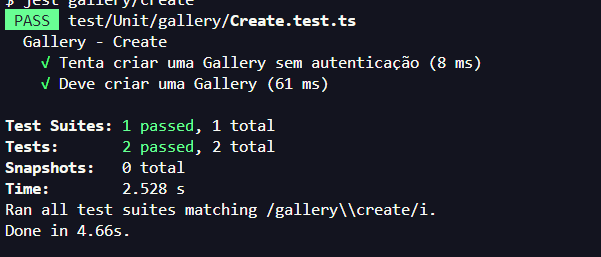 $ jest gallery/create
PASS test/Unit/gallery/Create.test.ts
Gallery - Create
√ Tenta criar uma Gallery sem autenticação (8 ms)
√ Deve criar uma Gallery (61 ms)
Test Suites: 1 passed, 1 total
Tests: 2 passed, 2 total
Snapshots: 0 total
Time: 2.528 s
Ran all test suites matching /gallery\\create/i.
Done in 4.66s.